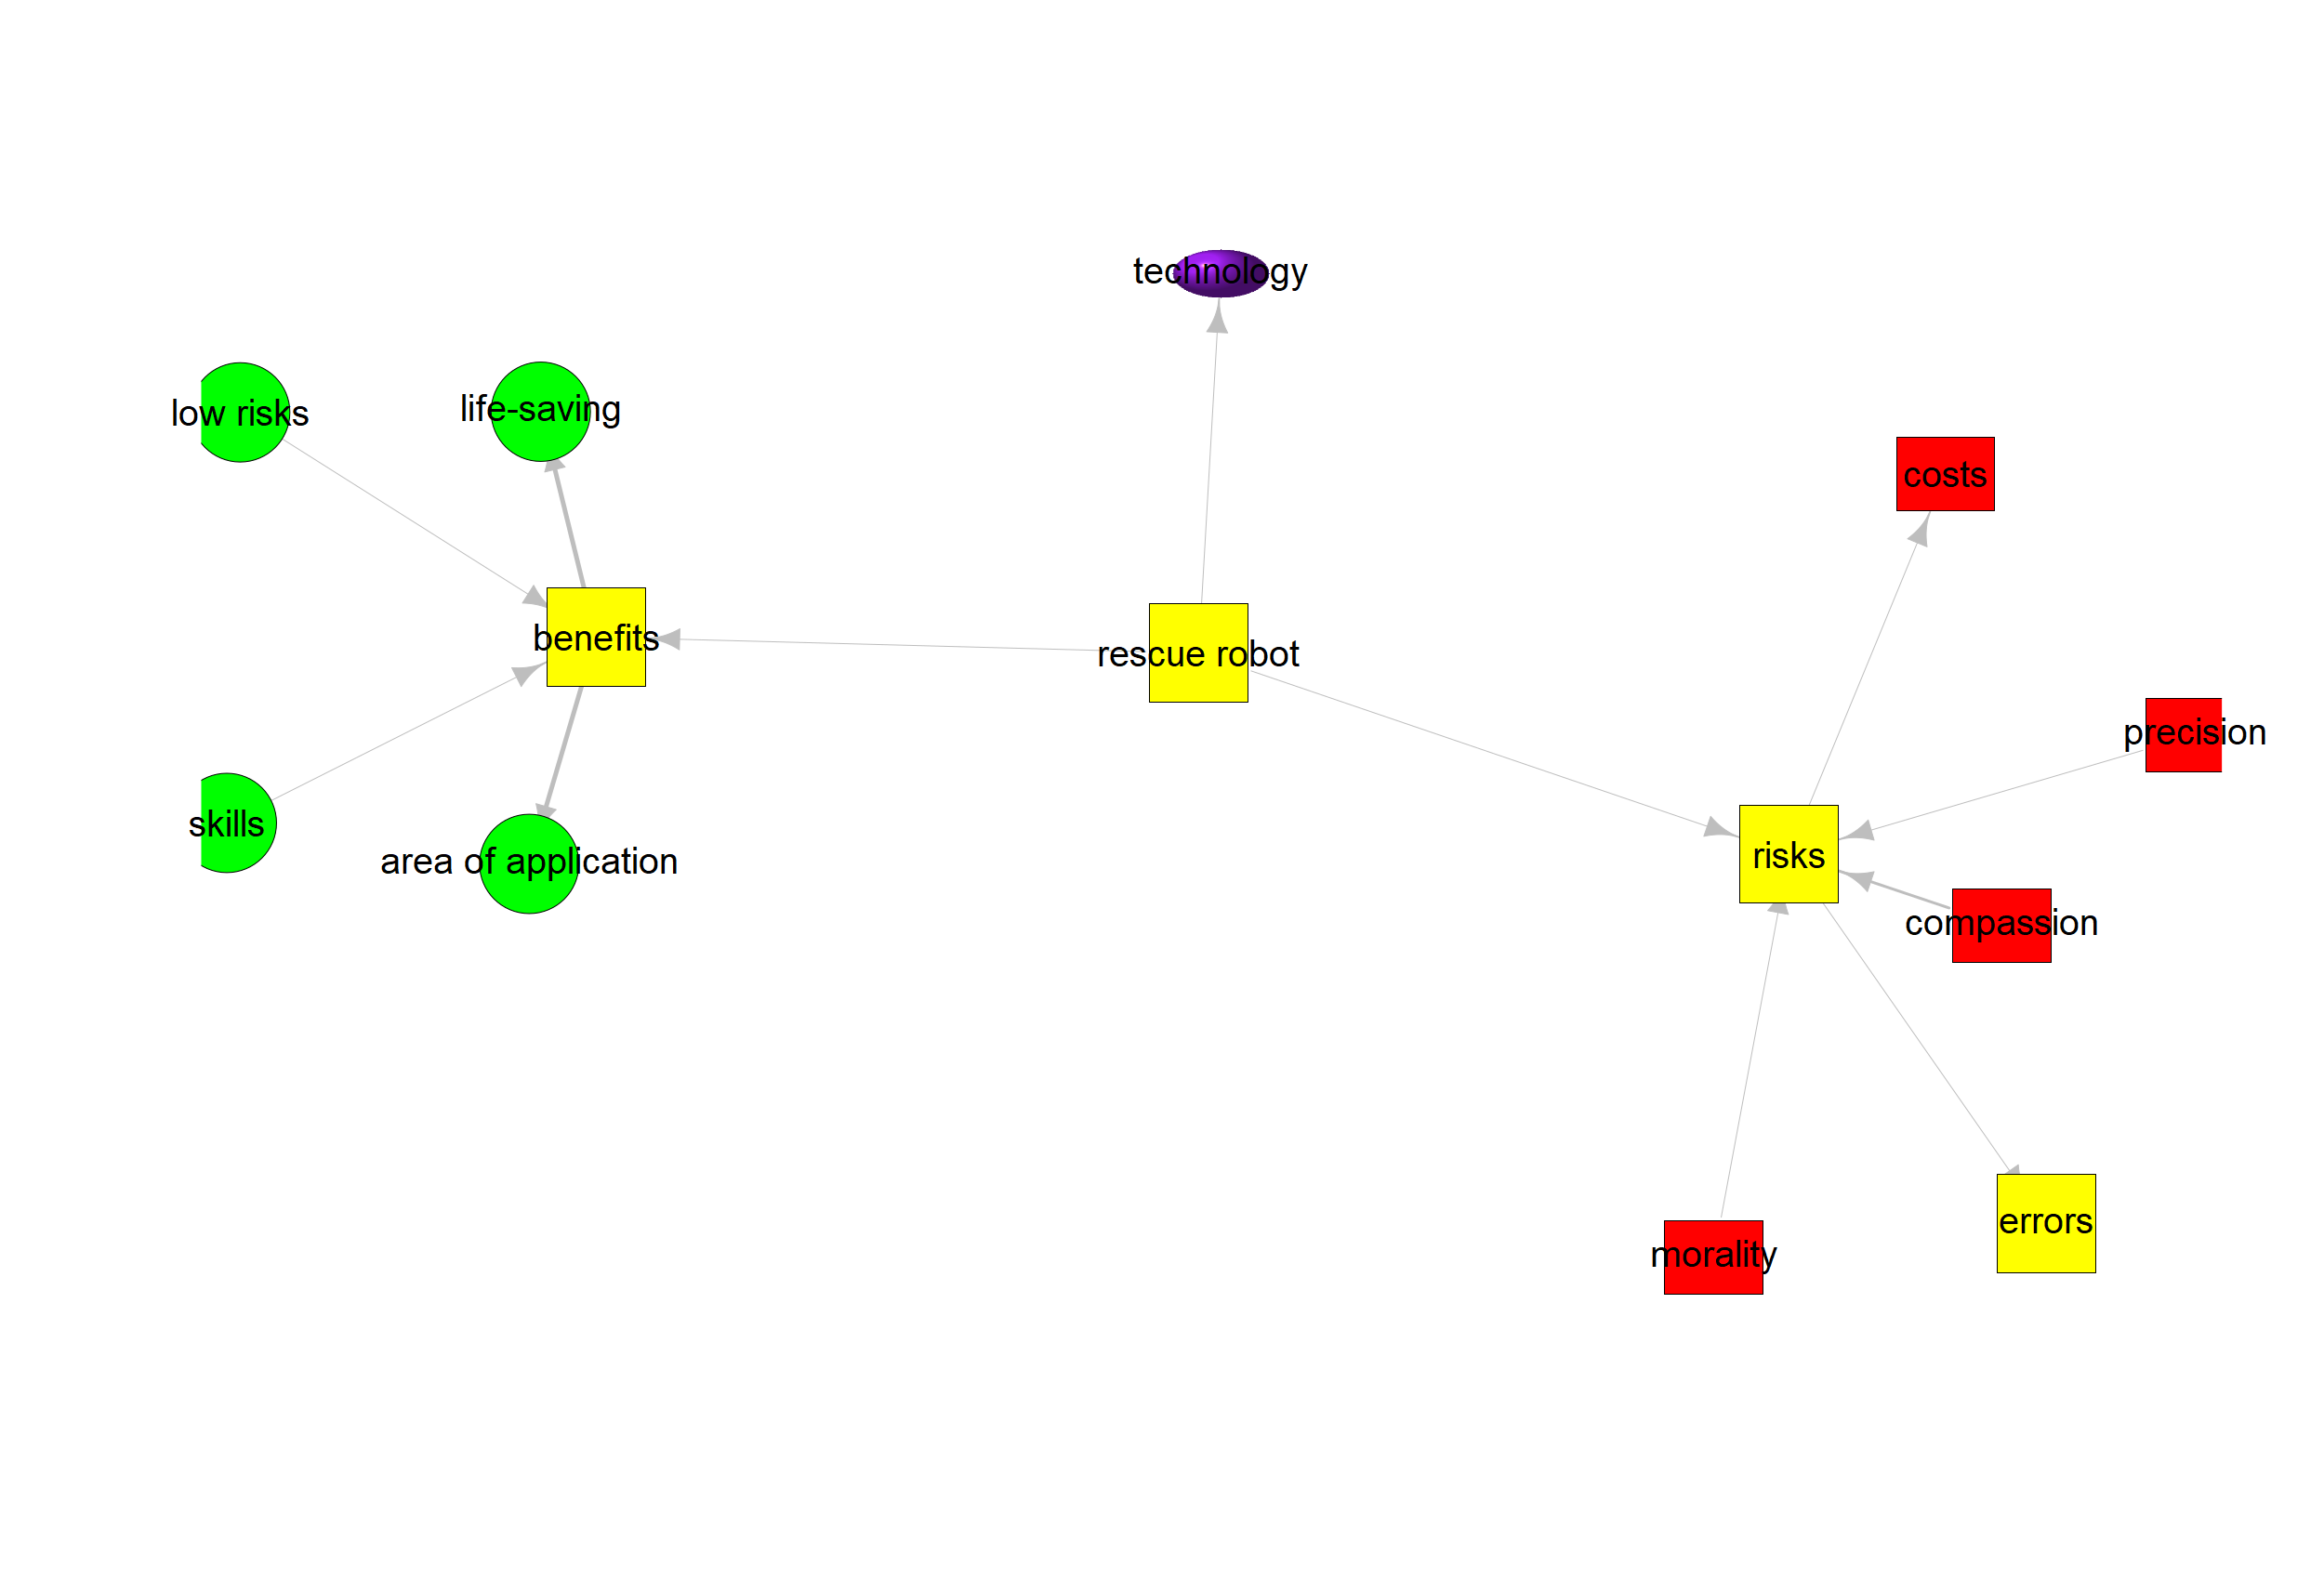 technology
low risks
life-saving
costs
benefits
rescue robot
precision
skills
area of application
risks
compassion
errors
morality